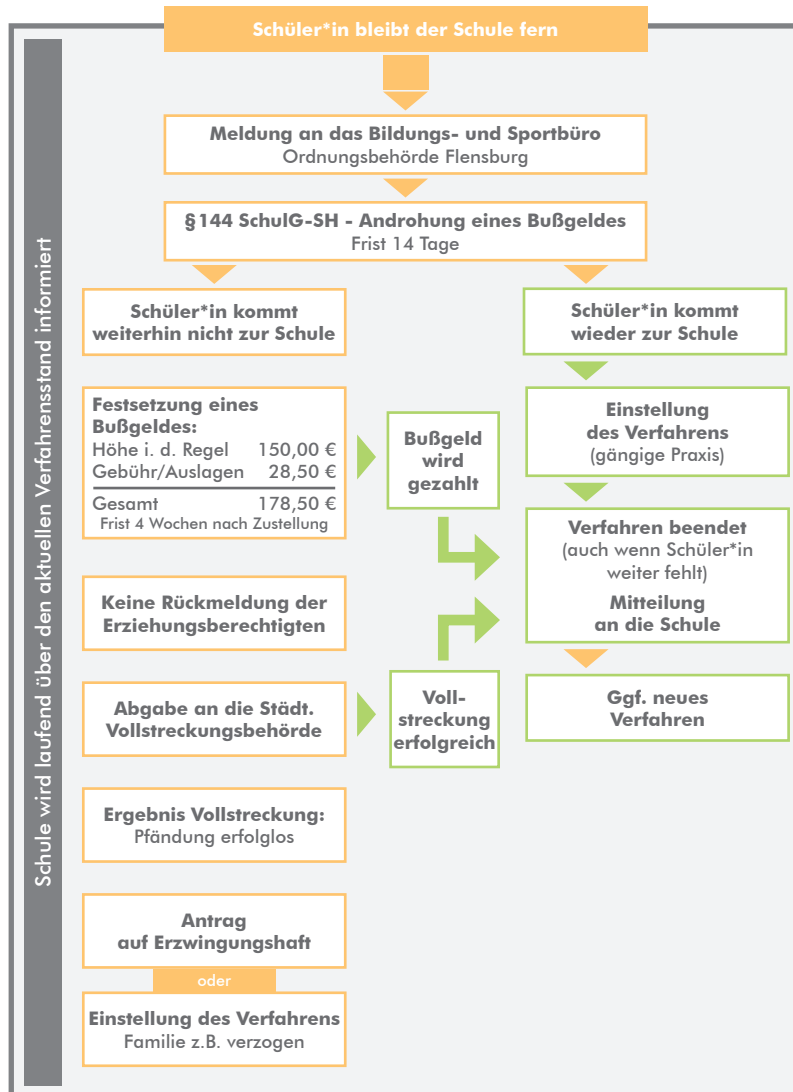 Schüler*in bleibt der Schule fern
Schule wird laufend über den aktuellen Verfahrensstand informiert
Meldung an das Bildungs- und Sportbüro
Ordnungsbehörde Flensburg
§144 SchulG-SH - Androhung eines Bußgeldes
Frist 14 Tage
Schüler*in kommt
weiterhin nicht zur Schule
Festsetzung eines
Bußgeldes:
Höhe i. d. Regel 150,00 €
Gebühr/Auslagen 28,50 €
Gesamt 178,50 €
Frist 4 Wochen nach Zustellung
Keine Rückmeldung der
Erziehungsberechtigten
Abgabe an die Städt.
Vollstreckungsbehörde
Ergebnis Vollstreckung:
Pfändung erfolglos
Antrag
auf Erzwingungshaft
oder
Einstellung des Verfahrens
Familie z.B. verzogen
Bußgeld
wird
gezahlt
Voll-
streckung
erfolgreich
Schüler*in kommt
wieder zur Schule
Einstellung
des Verfahrens
(gängige Praxis)
Verfahren beendet
(auch wenn Schüler*in
weiter fehlt)
Mitteilung
an die Schule
Ggf. neues
Verfahren